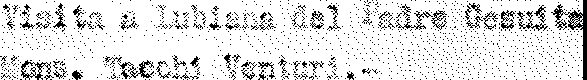 Visita a Lubiana del Padre Gesuita
Mons. Tacchi Venturi.-